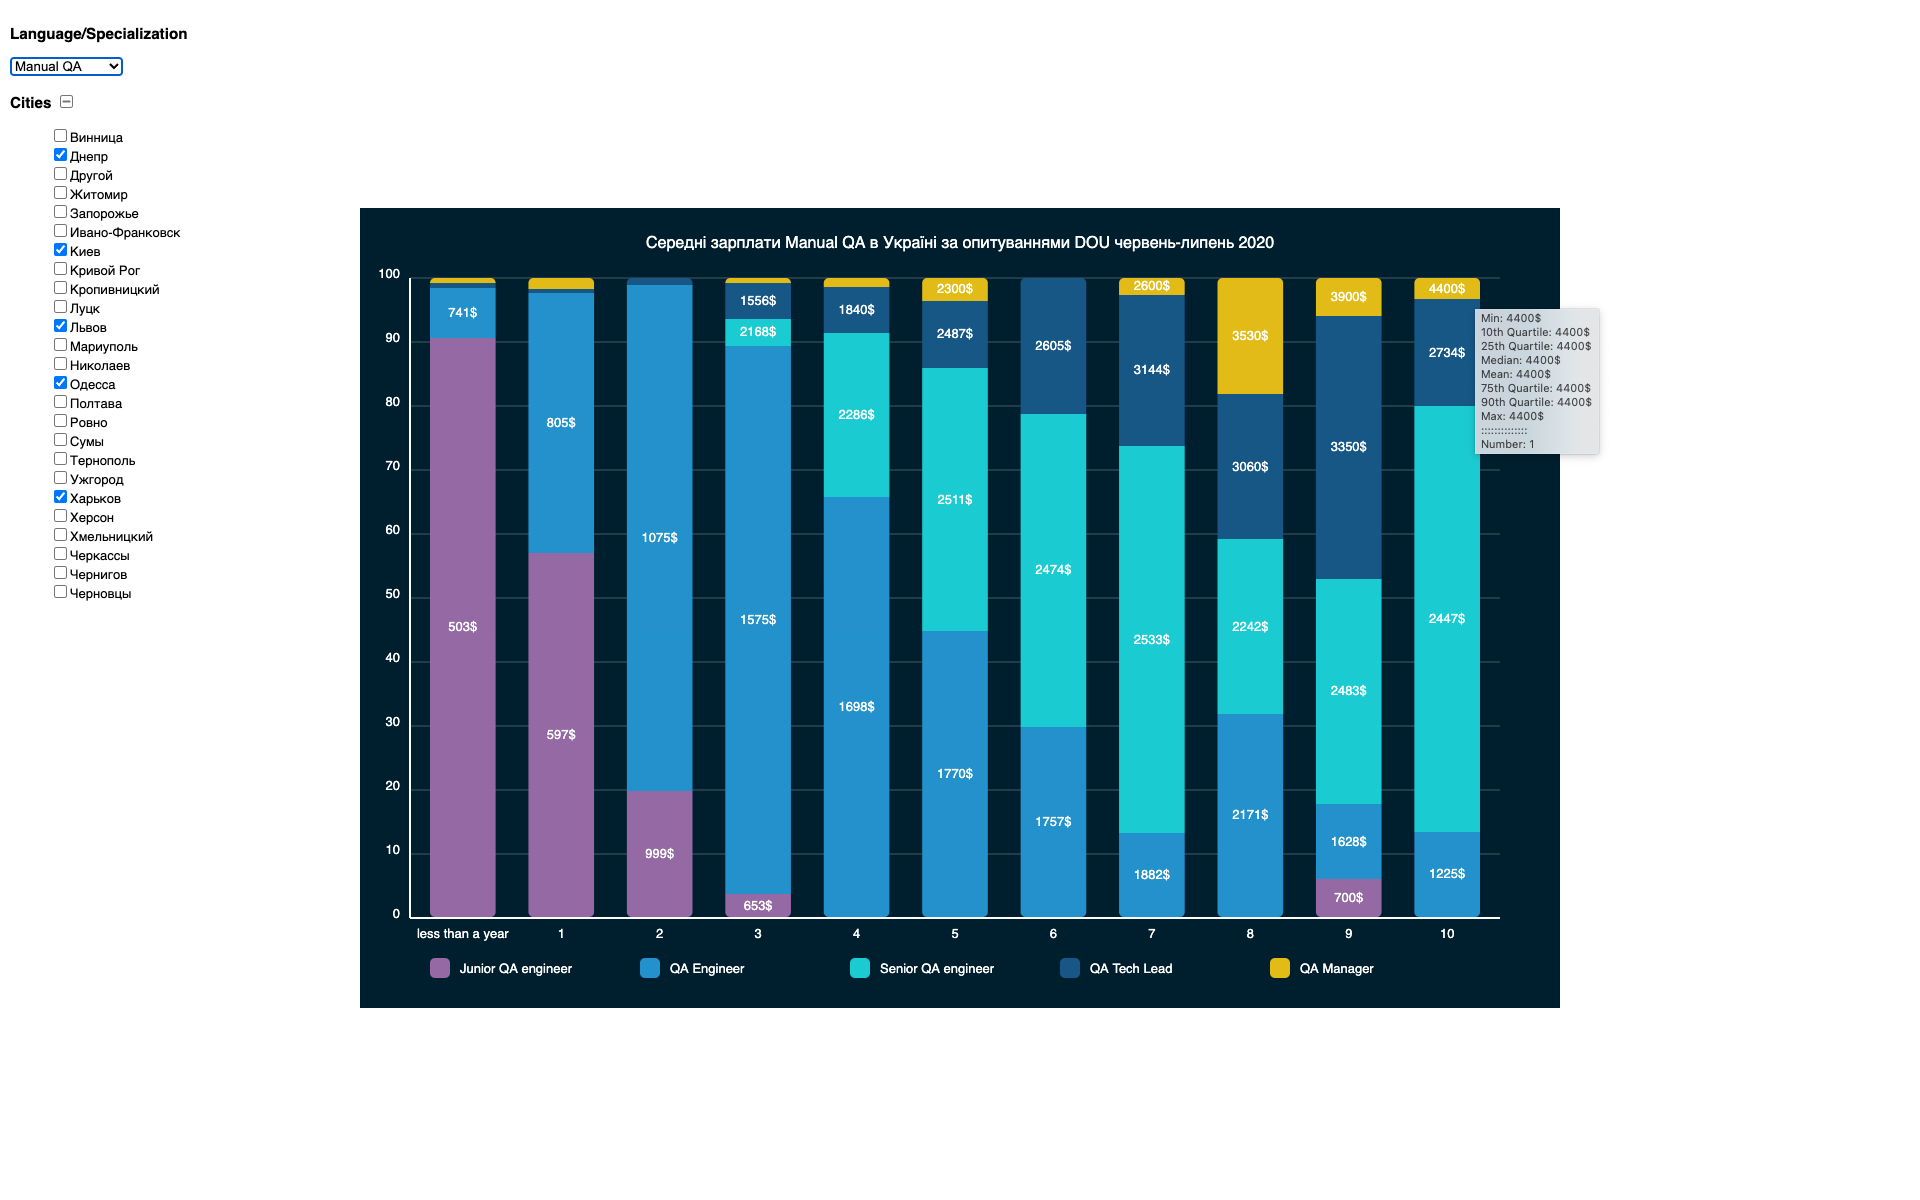 Language/Specialization
Manual QA
Cities
Винница
Днепр
Другой
Житомир
Запорожье
Ивано-Франковск
Киев
Кривой Рог
Кропивницкий
Луцк
Львов
Мариуполь
Николаев
Одесса
Полтава
Ровно
Сумы
Тернополь
Ужгород
Харьков
Херсон
Хмельницкий
Черкассы
Чернигов
Черновцы
Середні зарплати Manual QA в Україні за опитуваннями DOU червень-липень 2020
100
90
80
70
60
50
40
30
20
10
0
741$
503$
805$
597$
1075$
999$
1556$
2168$
1575$
653$
1840$
2286$
1698$
2300$
2487$
2511$
1770$
2605$
2474$
1757$
2600$
3144$
2533$
1882$
3530$
3060$
2242$
2171$
3900$
3350$
2483$
1628$
700$
4400$
2734$
2447$
1225$
Min: 4400$
10th Quartile: 4400$
25th Quartile: 4400$
Median: 4400$
Mean: 4400$
75th Quartile: 4400$
90th Quartile: 4400$
Max: 4400$
::::::::::::::
Number: 1
less than a year 1 2 3 4 5 6 7 8 9 10
Junior QA engineer QA Engineer Senior QA engineer QA Tech Lead QA Manager